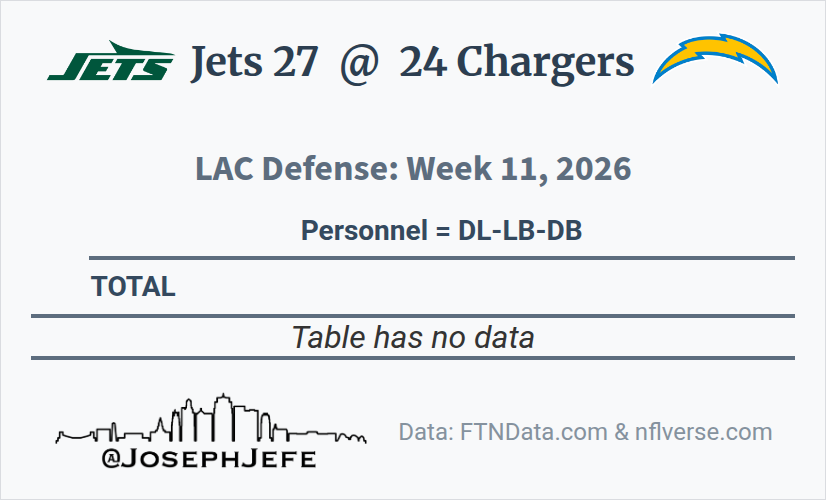 JETS Jets 27 @ 24 Chargers
LAC Defense: Week 11, 2026
Personnel = DL-LB-DB
TOTAL
Table has no data
@JOSEPHJEFE
Data: FTNData.com & nflverse.com